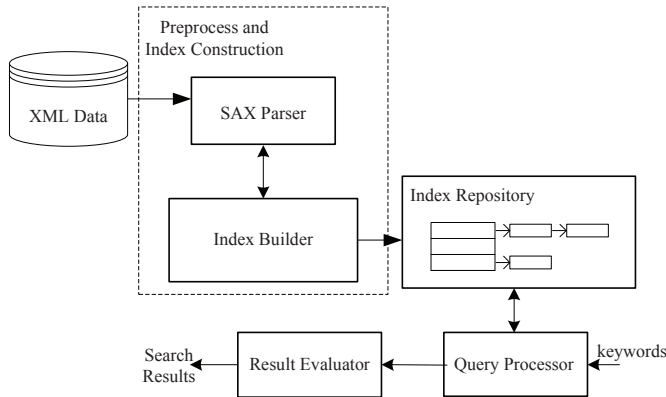 Preprocess and
Index Construction
XML Data
SAX Parser
Index Builder
Index Repository
Search
Results
Result Evaluator
Query Processor
keywords